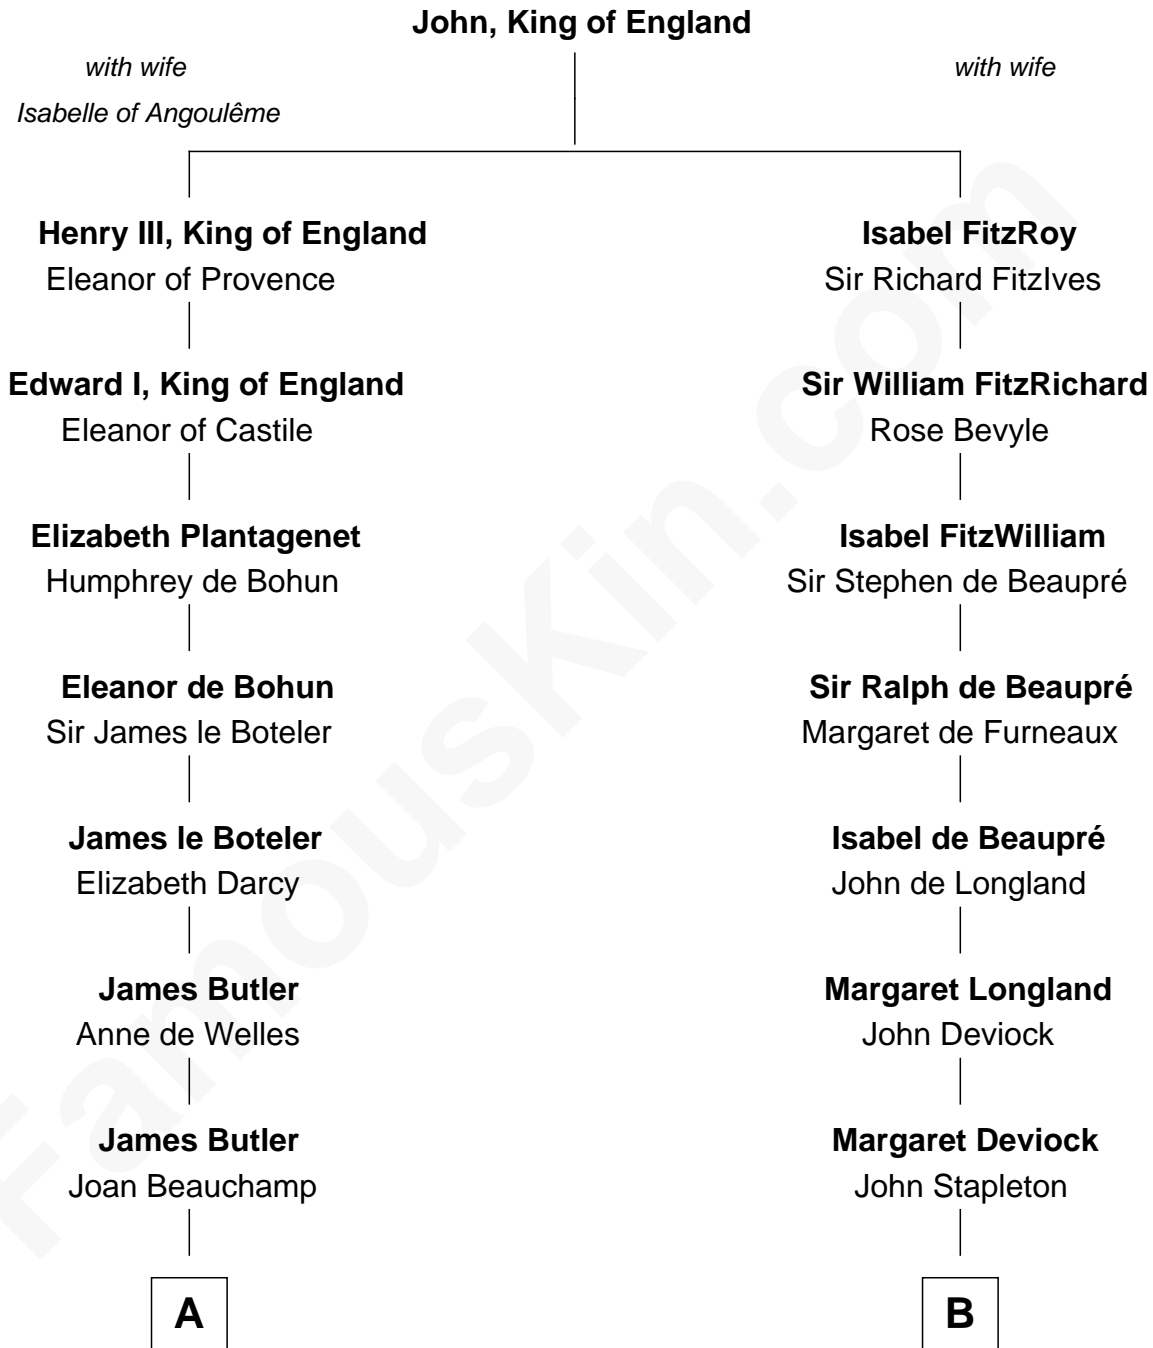 John, King of England
with wife
Isabelle of Angoulême
with wife
Henry III, King of England
Eleanor of Provence
Isabel FitzRoy
Sir Richard FitzIves
Edward I, King of England
Eleanor of Castile
Sir William FitzRichard
Rose Bevyle
Elizabeth Plantagenet
Humphrey de Bohun
Isabel FitzWilliam
Sir Stephen de Beaupré
Eleanor de Bohun
Sir James le Boteler
Sir Ralph de Beaupré
Margaret de Furneaux
James le Boteler
Elizabeth Darcy
Isabel de Beaupré
John de Longland
James Butler
Anne de Welles
Margaret Longland
John Deviock
James Butler
Joan Beauchamp
Margaret Deviock
John Stapleton
A
B
FamousKin.com